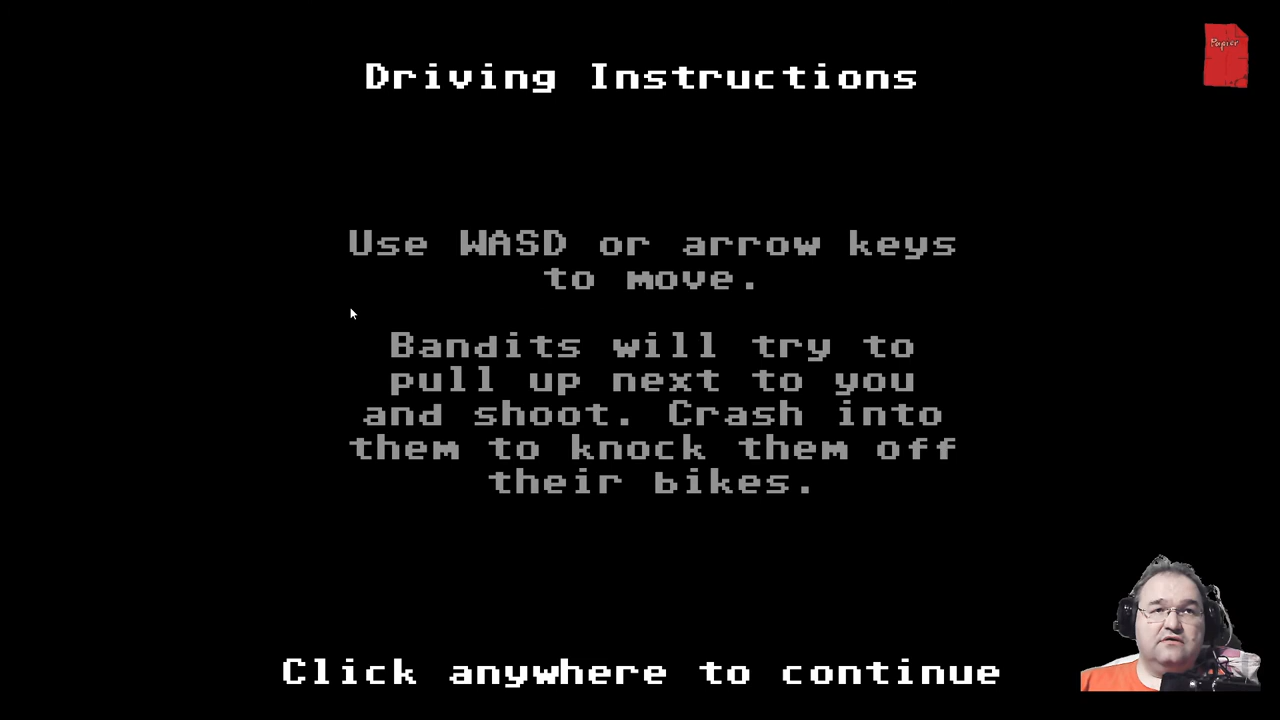 Papier
Driving Instructions
Use WASD or arrow keys
to move.
Bandits will try to
pull up next to you
and shoot. Crash into
them to knock them off
their bikes.
Click anywhere to continue